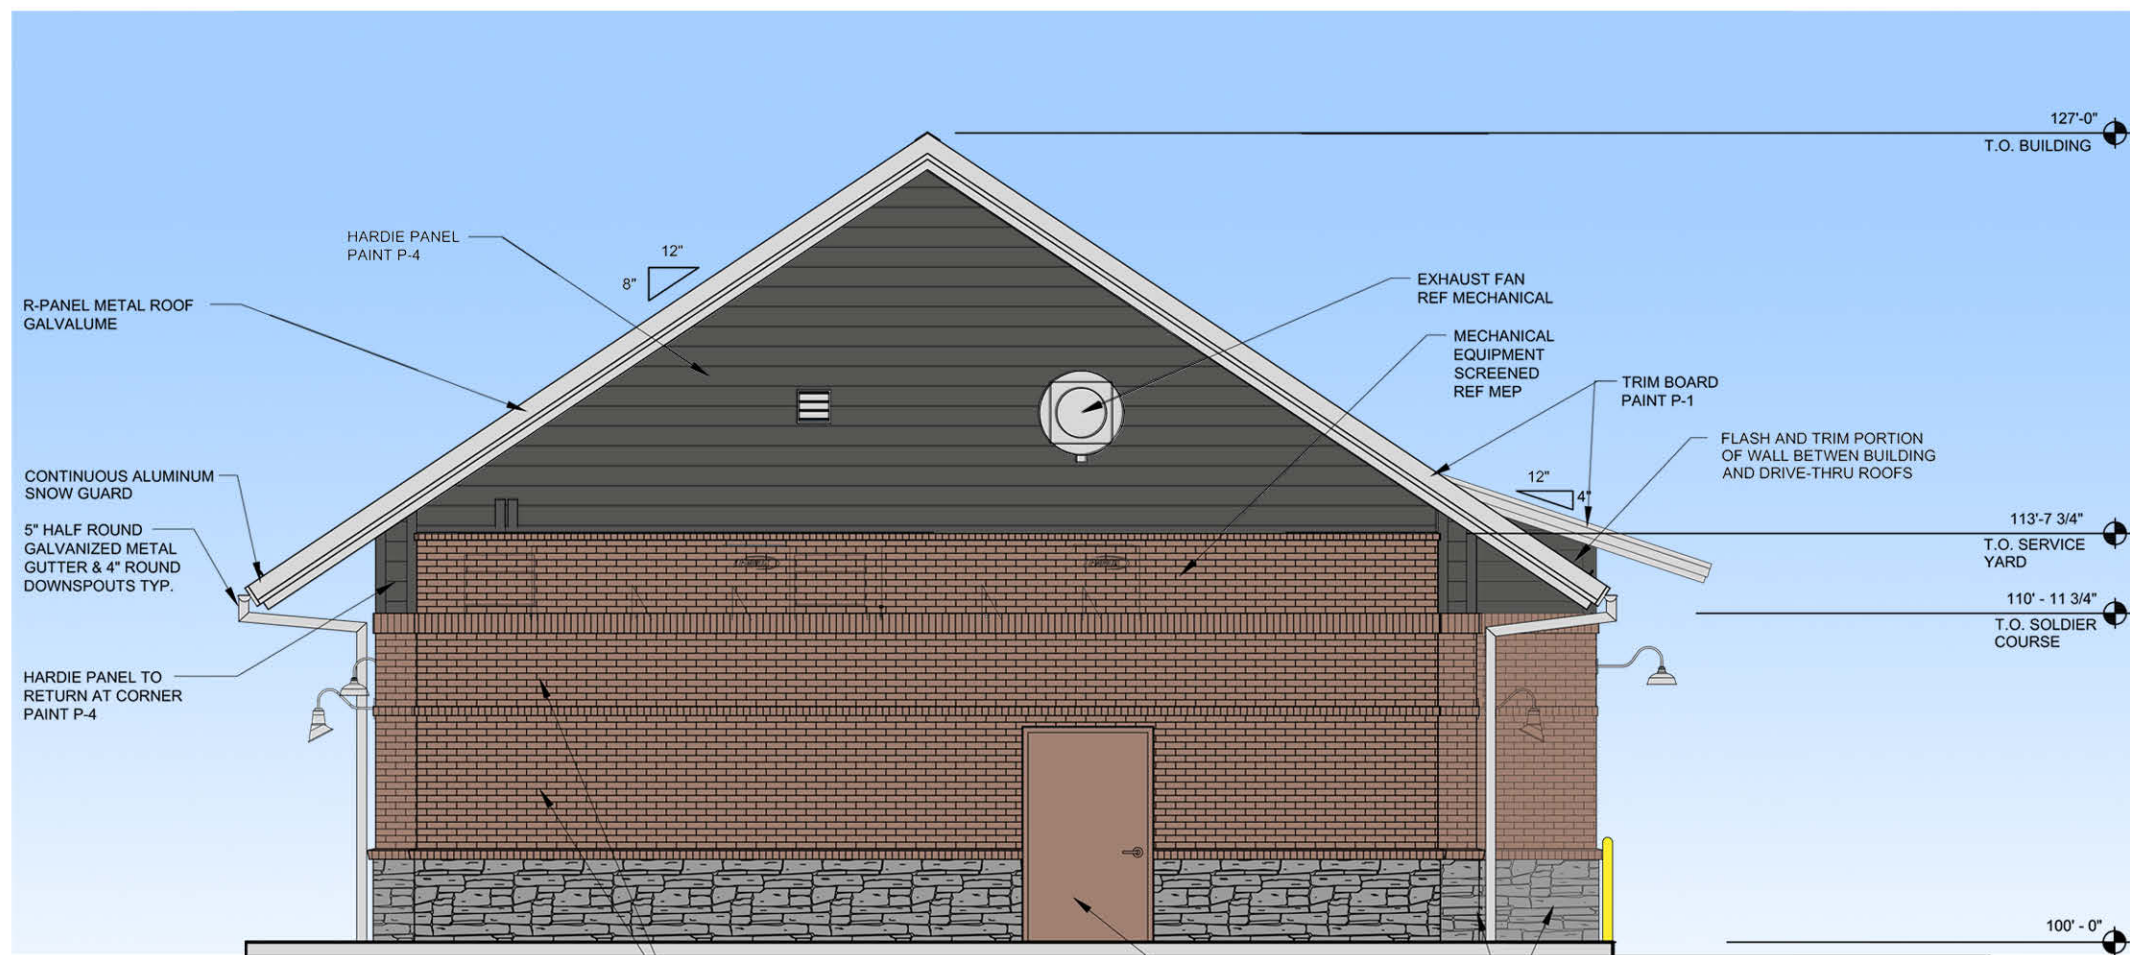 127'-0"
T.O. BUILDING
HARDIE PANEL
PAINT P-4
12"
8"
R-PANEL METAL ROOF
GALVALUME
EXHAUST FAN
REF MECHANICAL
MECHANICAL
EQUIPMENT
SCREENED
REF MEP
TRIM BOARD
PAINT P-1
FLASH AND TRIM PORTION
OF WALL BETWEN BUILDING
AND DRIVE-THRU ROOFS
12"
4"
CONTINUOUS ALUMINUM
SNOW GUARD
5" HALF ROUND
GALVANIZED METAL
GUTTER & 4" ROUND
DOWNSPOUTS TYP.
113'-7 3/4"
T.O. SERVICE
YARD
110' - 11 3/4"
T.O. SOLDIER
COURSE
HARDIE PANEL TO
RETURN AT CORNER
PAINT P-4
100' - 0"